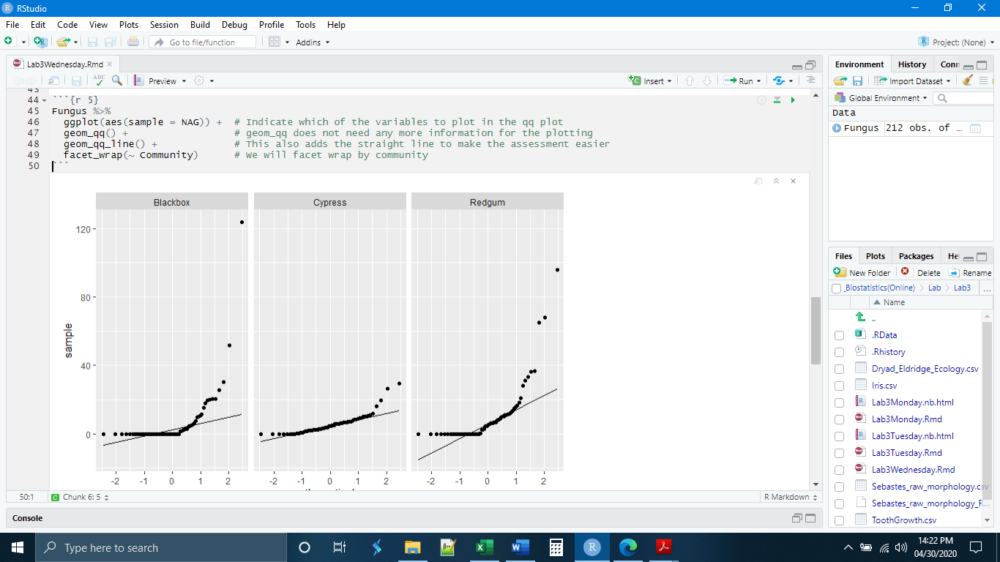 RStudio
File Edit Code View Plots Session Build Debug Profile Tools Help
Go to file/function Addins Project: (None)
Lab3Wednesday.Rmd
ABC Preview Insert Run
43
44 ```{r 5}
45 Fungus %>%
46 ggplot(aes(sample = NAG)) + # Indicate which of the variables to plot in the qq plot
47 geom_qq() + # geom_qq does not need any more information for the plotting
48 geom_qq_line() + # This also adds the straight line to make the assessment easier
49 facet_wrap(~ Community) # We will facet wrap by community
50 ```
Blackbox Cypress Redgum
120
80
40
0
sample
-2 -1 0 1 2 -2 -1 0 1 2 -2 -1 0 1 2
50:1 C Chunk 6: 5 R Markdown
Console
Environment History Conn
Import Dataset
Global Environment
Data
Fungus 212 obs. of …
Files Plots Packages He
New Folder Delete Rename
Biostatistics(Online) Lab Lab3 ...
Name
..
.RData
.Rhistory
Dryad_Eldridge_Ecology.csv
Iris.csv
Lab3Monday.nb.html
Lab3Monday.Rmd
Lab3Tuesday.nb.html
Lab3Tuesday.Rmd
Lab3Wednesday.Rmd
Sebastes_raw_morphology.csv
Sebastes_raw_morphology_F...
ToothGrowth.csv
Type here to search
14:22 PM
04/30/2020